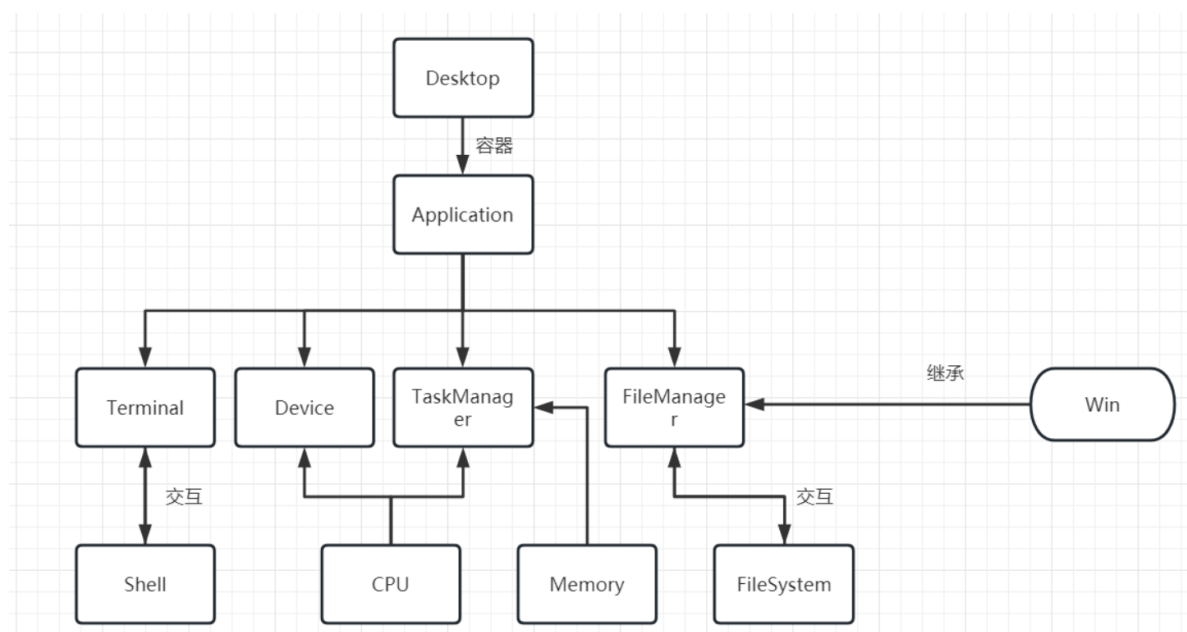 Desktop
容器
Application
继承
Terminal
Device
TaskManag
er
FileManage
r
Win
交互
交互
Shell
CPU
Memory
FileSystem